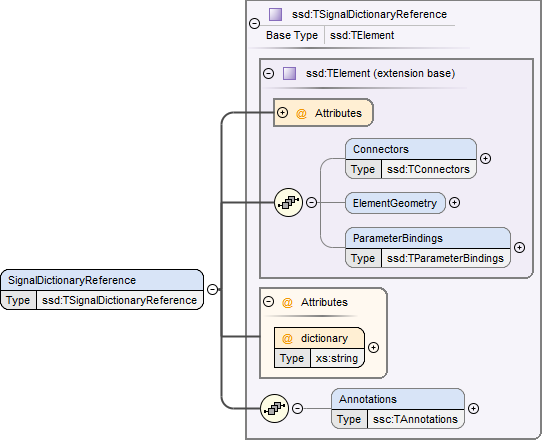 ssd:TSignalDictionaryReference
Base Type ssd:TElement
ssd:TElement (extension base)
@ Attributes
Connectors
Type ssd:TConnectors
ElementGeometry
ParameterBindings
Type ssd:TParameterBindings
SignalDictionaryReference
Type ssd:TSignalDictionaryReference
@ Attributes
@ dictionary
Type xs:string
Annotations
Type ssc:TAnnotations